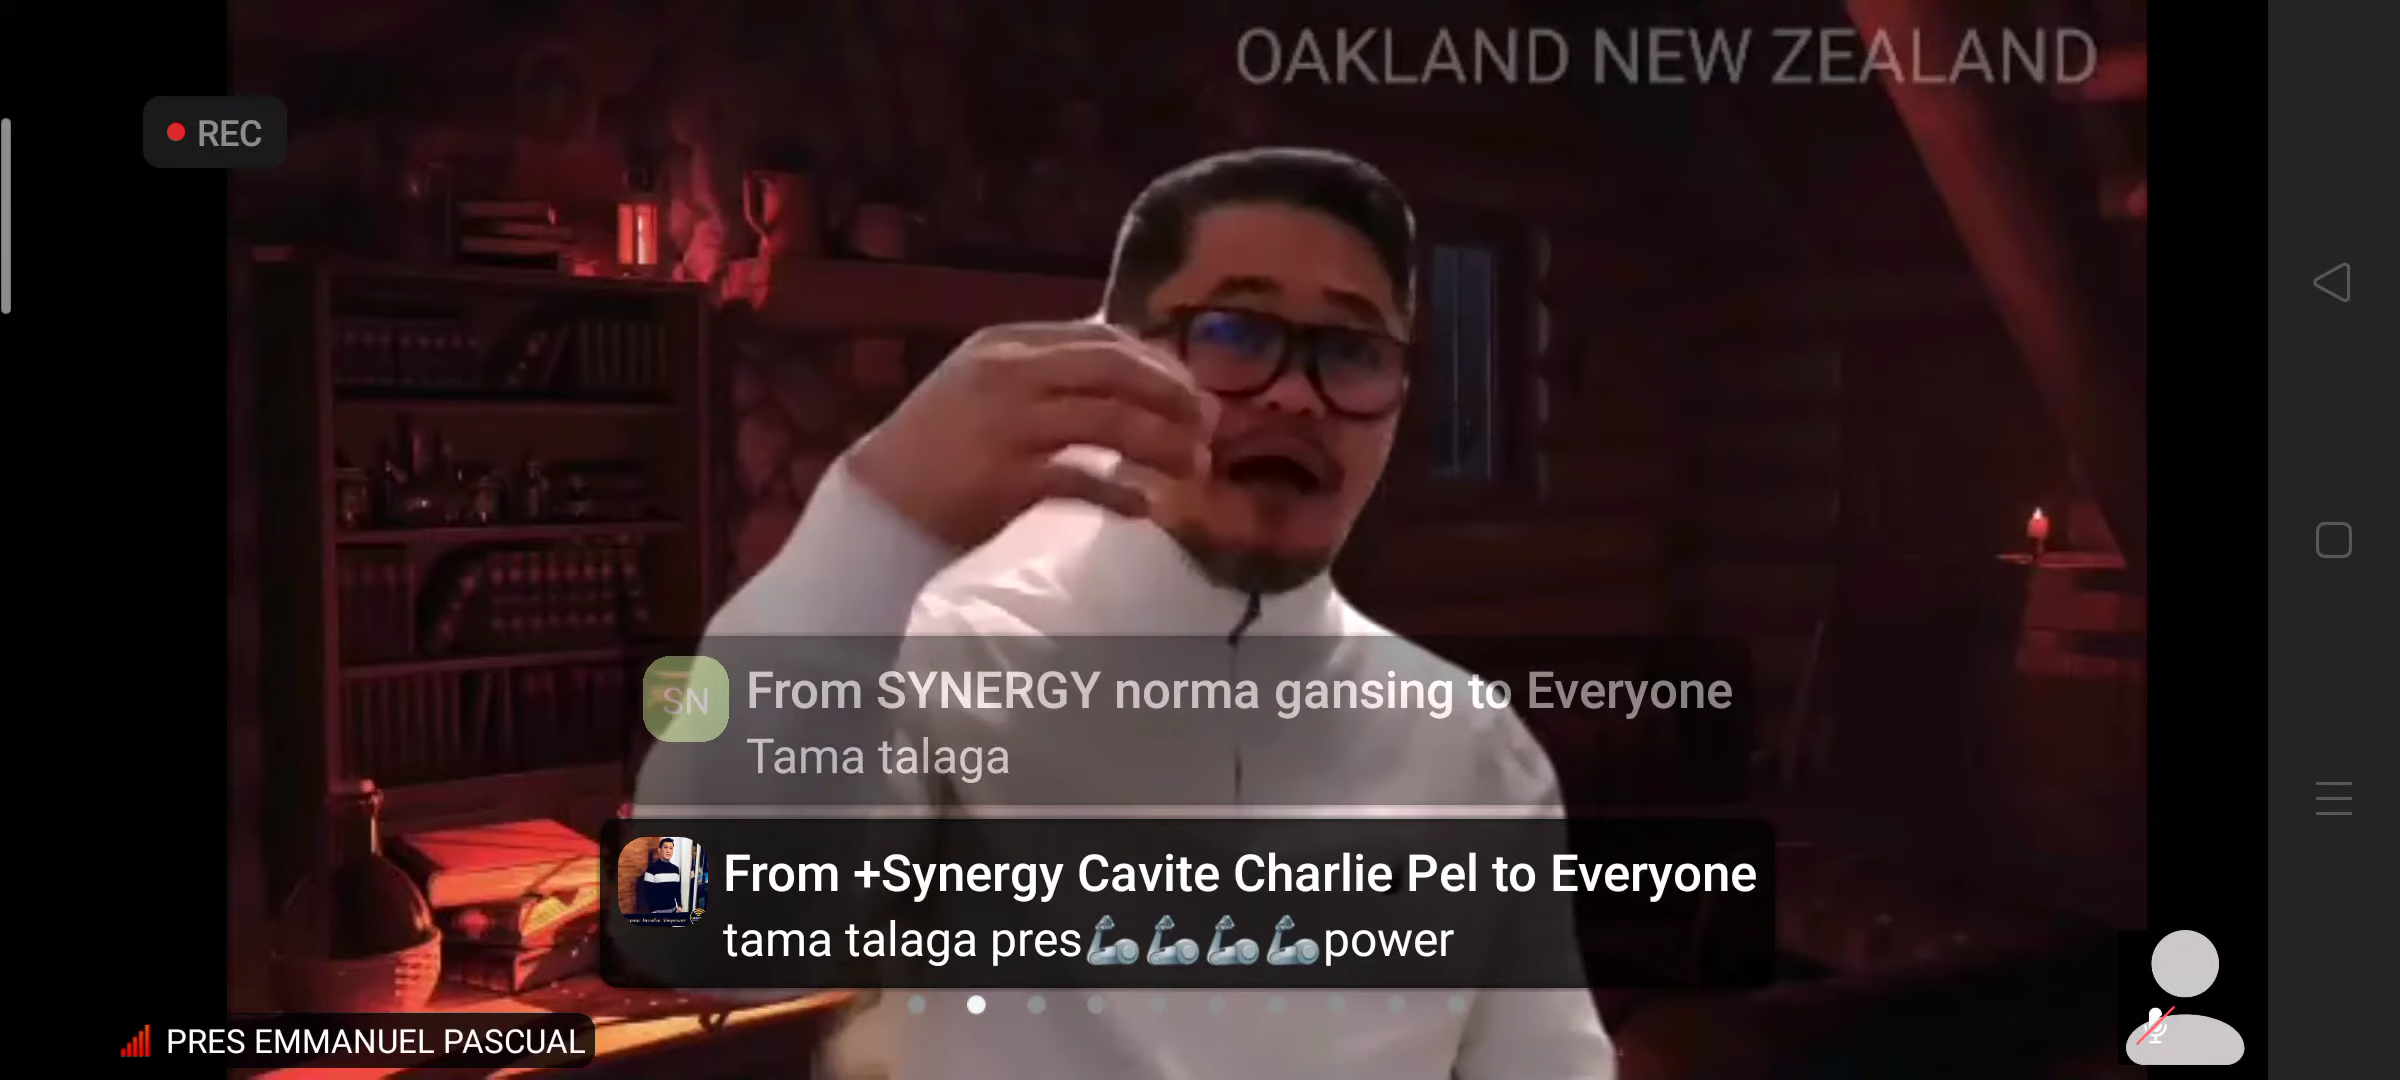 OAKLAND NEW ZEALAND
REC
SN
From SYNERGY norma gansing to Everyone
Tama talaga
From +Synergy Cavite Charlie Pel to Everyone
tama talaga pres🦾🦾🦾🦾power
PRES EMMANUEL PASCUAL